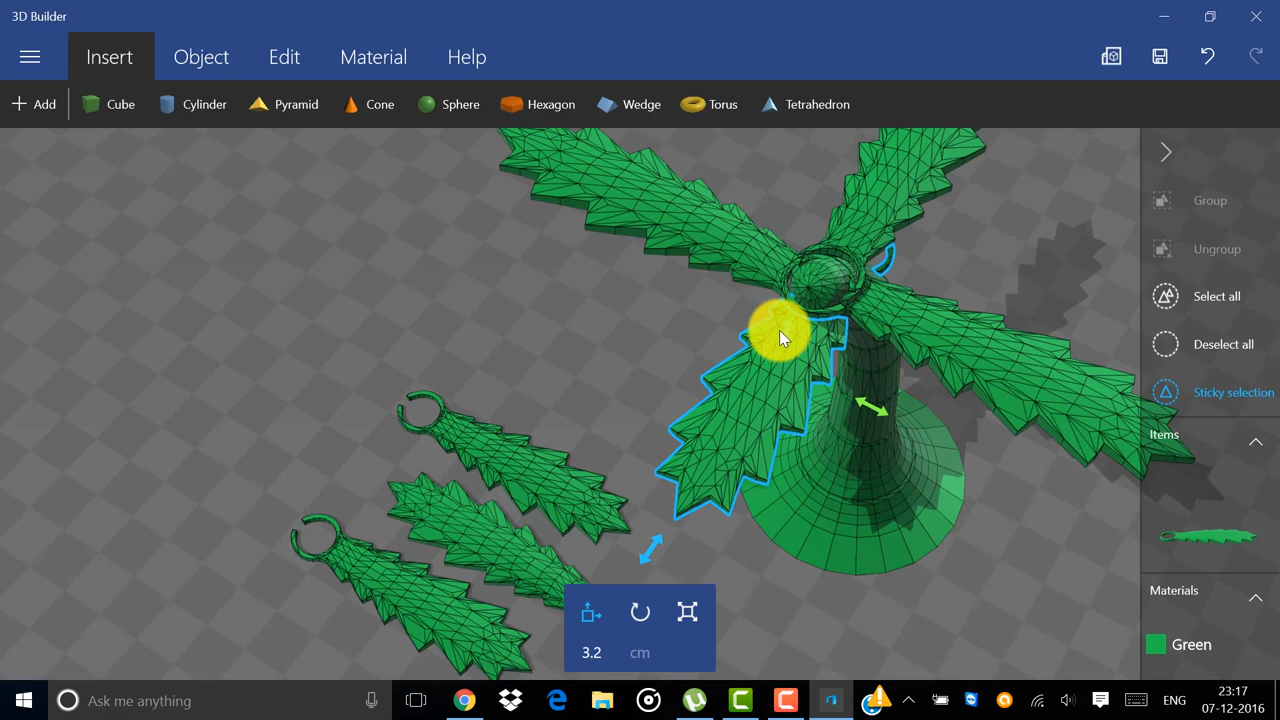 3D Builder
Insert Object Edit Material Help
Add Cube Cylinder Pyramid Cone Sphere Hexagon Wedge Torus Tetrahedron
Group
Ungroup
Select all
Deselect all
Sticky selection
Items
Materials
Green
3.2 cm
Ask me anything
ENG
23:17
07-12-2016